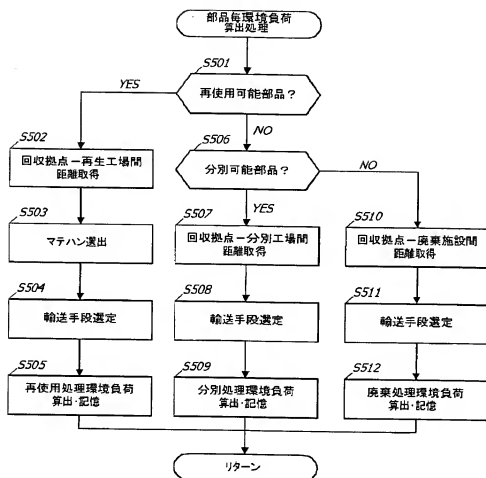 部品毎環境負荷
算出処理
S501
YES
再使用可能部品?
NO
S502
回収拠点ー再生工場間
距離取得
S506
分別可能部品?
NO
YES
S503
マテハン選出
S507
回収拠点ー分別工場間
距離取得
S510
回収拠点ー廃棄施設間
距離取得
S504
輸送手段選定
S508
輸送手段選定
S511
輸送手段選定
S505
再使用処理環境負荷
算出・記憶
S509
分別処理環境負荷
算出・記憶
S512
廃棄処理環境負荷
算出・記憶
リターン